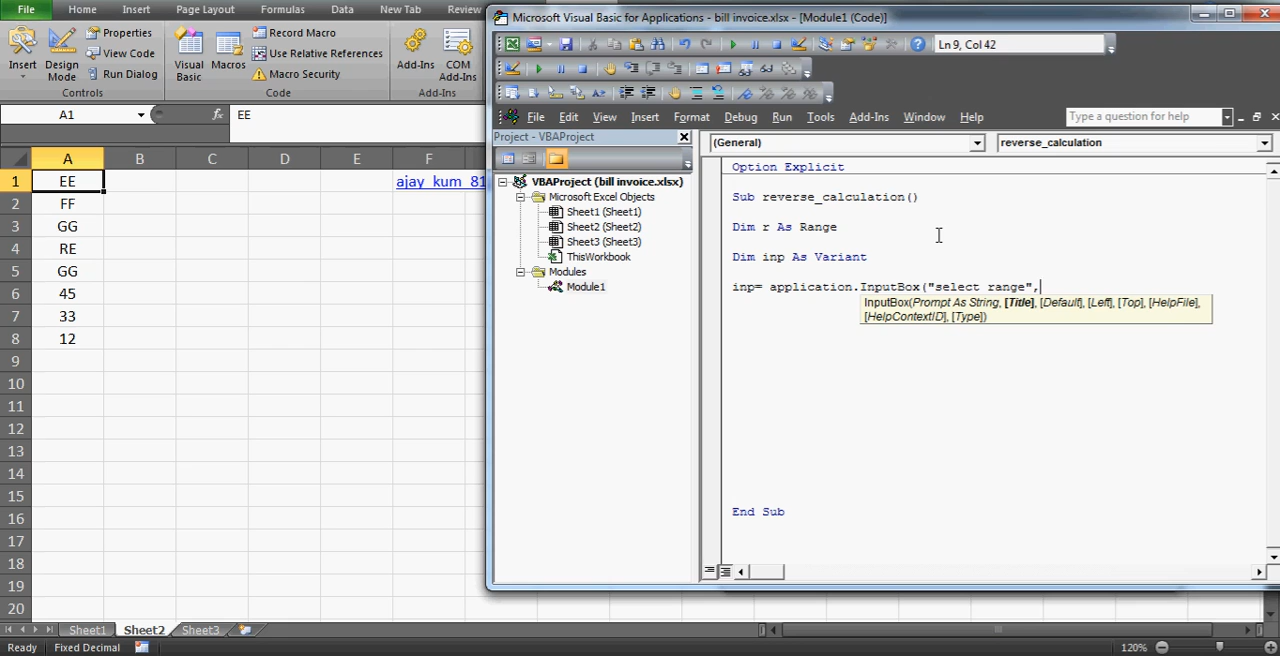 File Home Insert Page Layout Formulas Data New Tab Review
Insert Design Mode Properties View Code Run Dialog
Controls
Visual Basic Macros Record Macro Use Relative References Macro Security
Code
Add-Ins COM Add-Ins
Add-Ins
A1 fx EE
A B C D E F
1 EE ajay_kum_81
2 FF
3 GG
4 RE
5 GG
6 45
7 33
8 12
9
10
11
12
13
14
15
16
17
18
19
20
Sheet1 Sheet2 Sheet3
Ready Fixed Decimal 120%
Microsoft Visual Basic for Applications - bill invoice.xlsx - [Module1 (Code)]
Ln 9, Col 42
File Edit View Insert Format Debug Run Tools Add-Ins Window Help Type a question for help
Project - VBAProject
VBAProject (bill invoice.xlsx)
Microsoft Excel Objects
Sheet1 (Sheet1)
Sheet2 (Sheet2)
Sheet3 (Sheet3)
ThisWorkbook
Modules
Module1
(General) reverse_calculation
Option Explicit
Sub reverse_calculation()
Dim r As Range
Dim inp As Variant
inp= application.InputBox("select range",
InputBox(Prompt As String, [Title], [Default], [Left], [Top], [HelpFile],
[HelpContextID], [Type])
End Sub